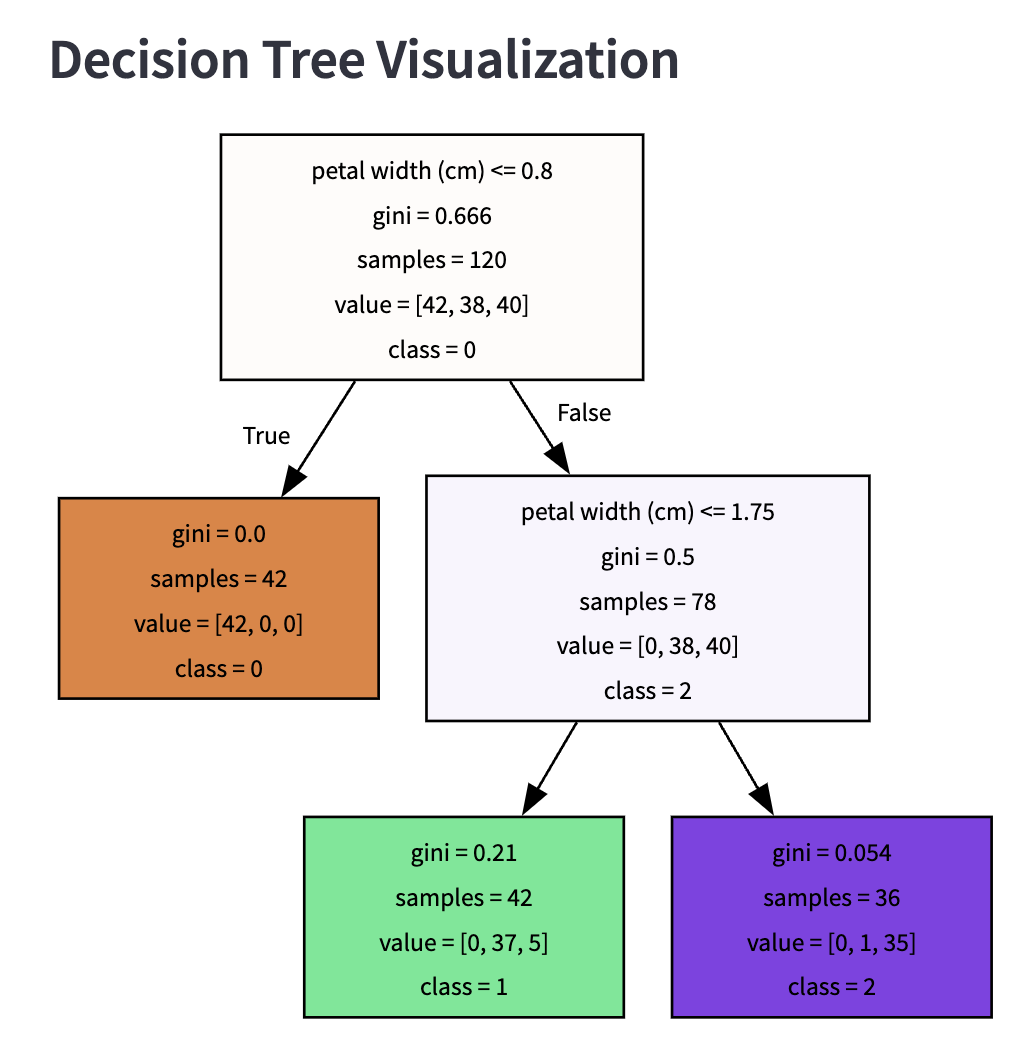 Decision Tree Visualization
petal width (cm) <= 0.8
gini = 0.666
samples = 120
value = [42, 38, 40]
class = 0
True
False
gini = 0.0
samples = 42
value = [42, 0, 0]
class = 0
petal width (cm) <= 1.75
gini = 0.5
samples = 78
value = [0, 38, 40]
class = 2
gini = 0.21
samples = 42
value = [0, 37, 5]
class = 1
gini = 0.054
samples = 36
value = [0, 1, 35]
class = 2